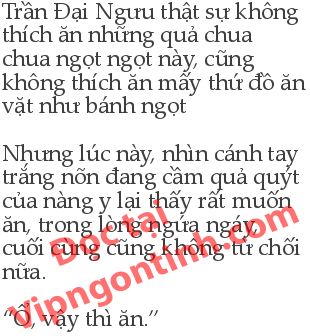 Trần Đại Ngưu thật sự không
thích ăn những quả chua
chua ngọt ngọt này, cũng
không thích ăn mấy thứ đồ ăn
vặt như bánh ngọt
Nhưng lúc này, nhìn cánh tay
trắng nõn đang cầm quả quýt
của nàng y lại thấy rất muốn
ăn, trong lòng ngứa ngáy,
cuối cùng cũng không từ chối
nữa.
“Ồ, vậy thì ăn.”
Đọc tại
Vipngontinh.com